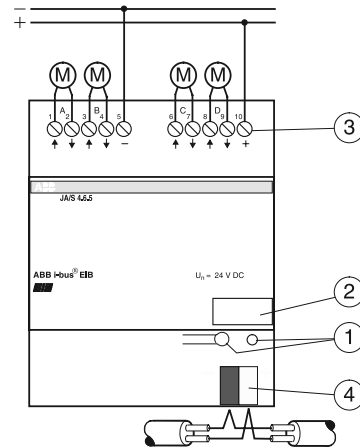 −
+
M M M M
A B C D
1 2 3 4 5 6 7 8 9 10
− +
3
ABB
JA/S 4.6.5
ABB i-bus® EIB
Un = 24 V DC
2
1
4